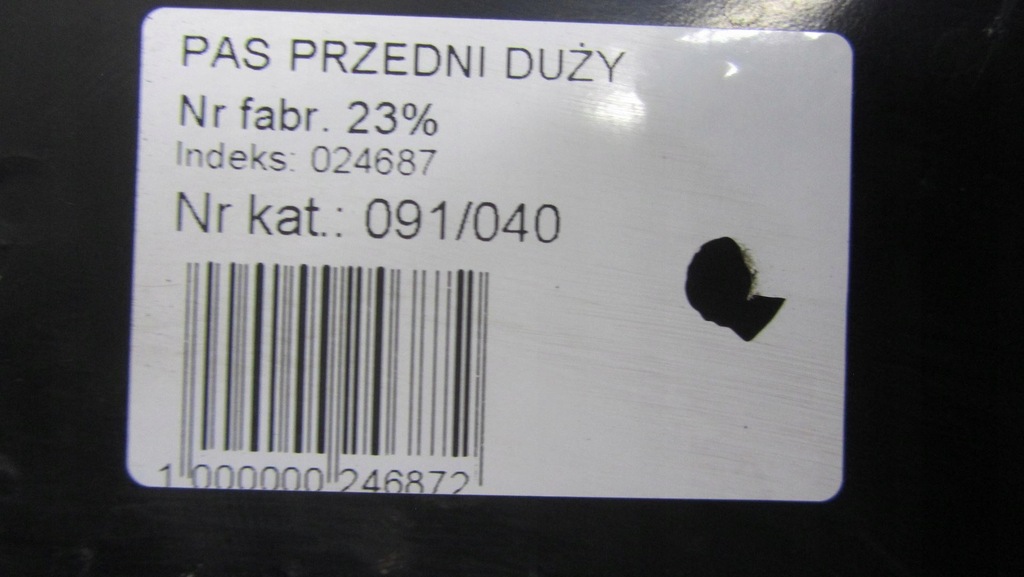 PAS PRZEDNI DUŻY
Nr fabr. 23%
Indeks: 024687
Nr kat.: 091/040
1 000000 246872